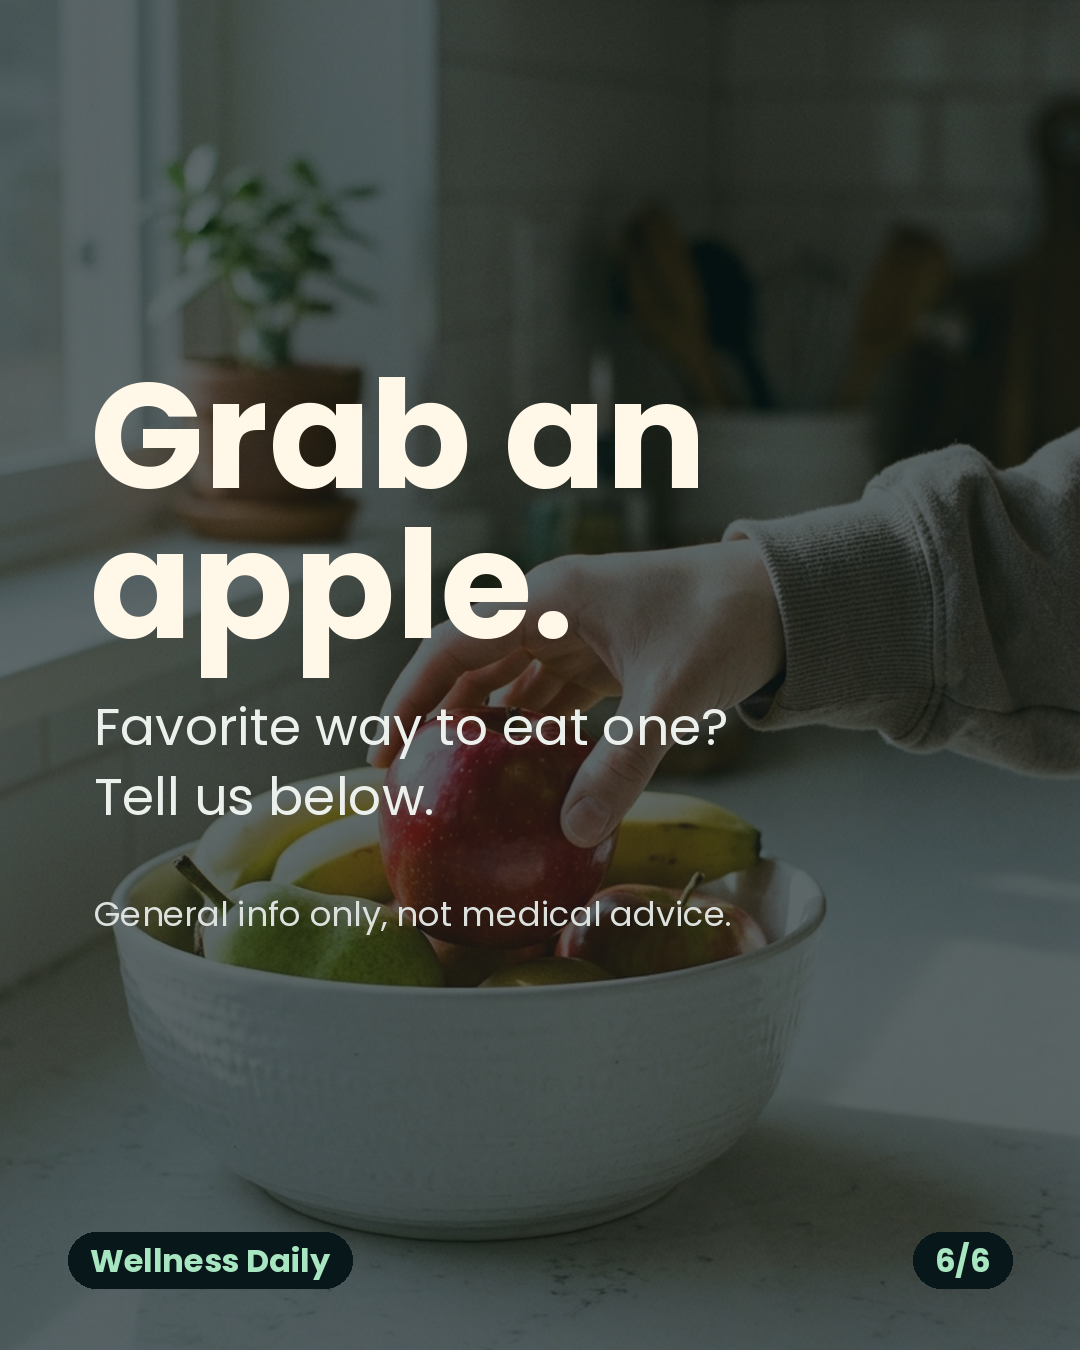 Grab an
apple.
Favorite way to eat one?
Tell us below.
General info only, not medical advice.
Wellness Daily
6/6